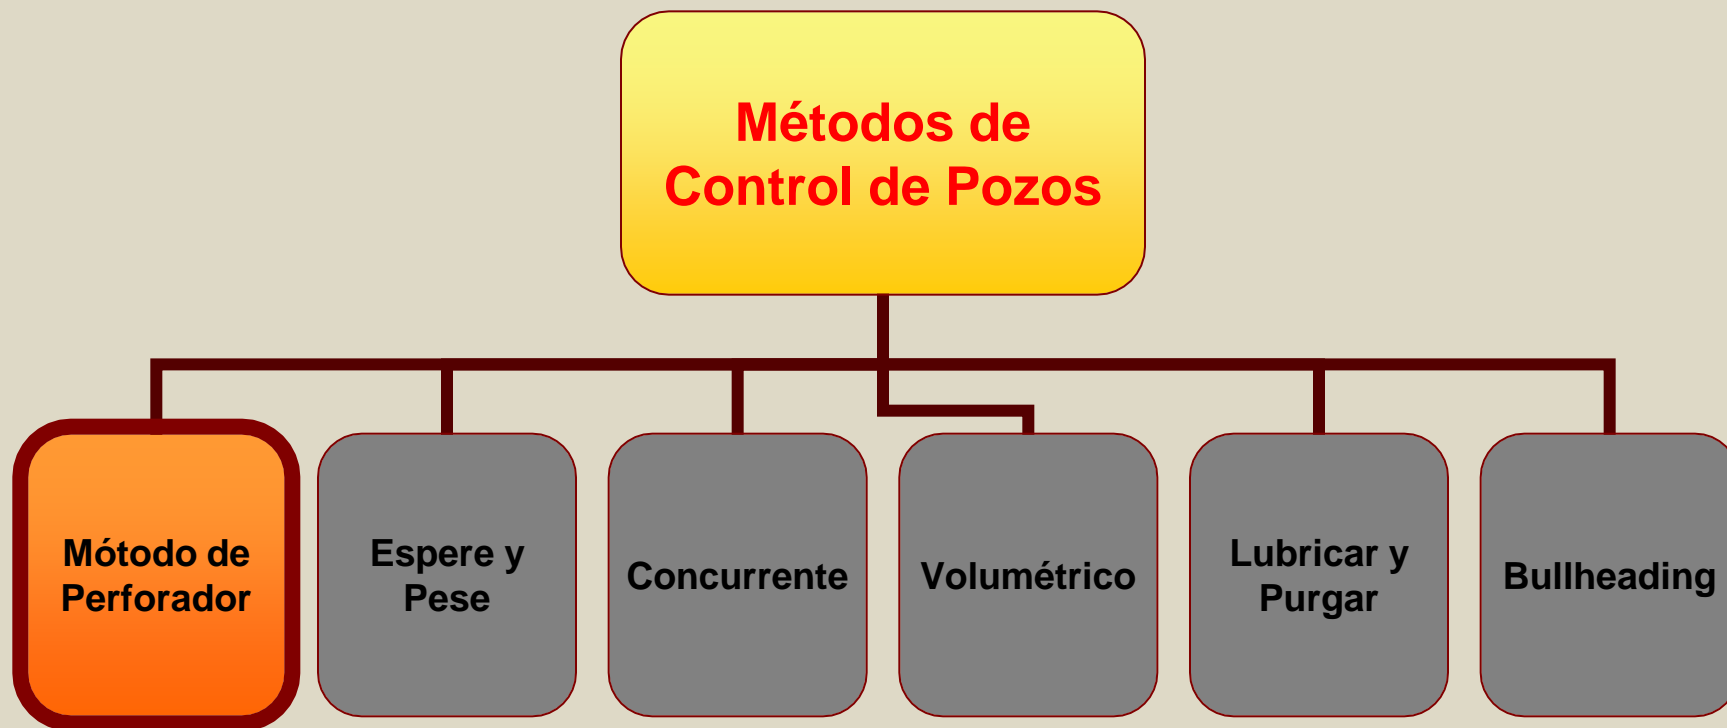 Métodos de
Control de Pozos
Mótodo de
Perforador
Espere y
Pese
Concurrente
Volumétrico
Lubricar y
Purgar
Bullheading